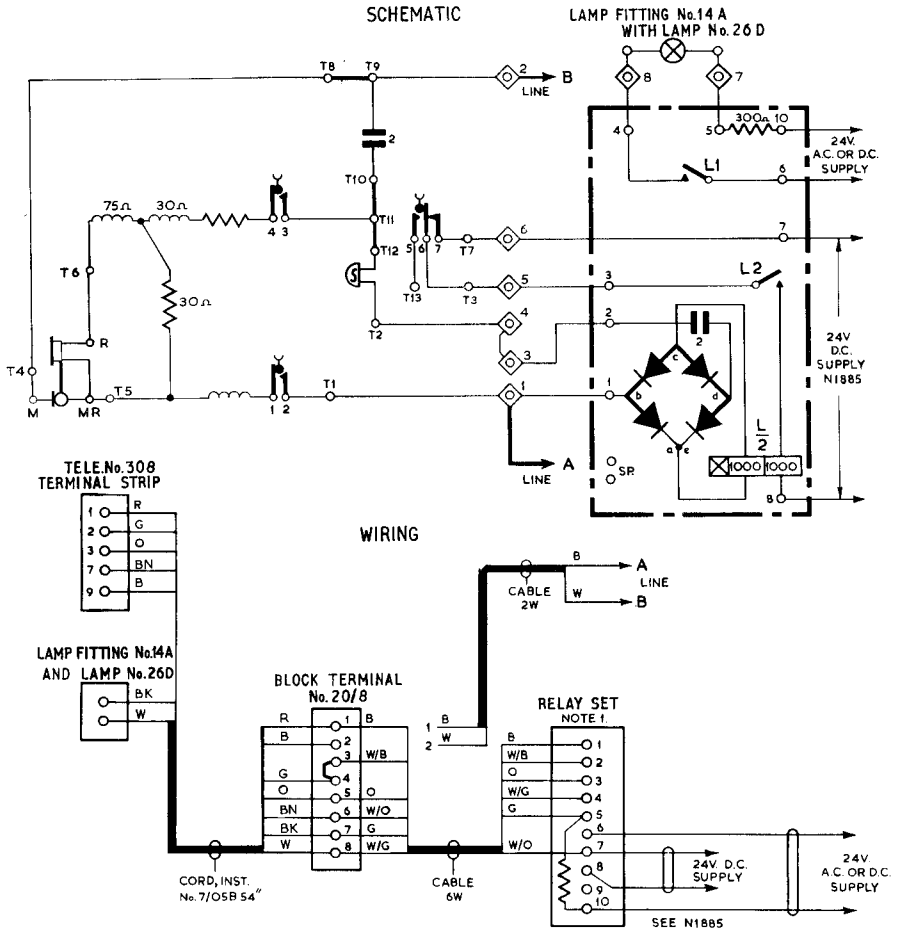 SCHEMATIC
LAMP FITTING No.14A
WITH LAMP No.26D
T8 T9 2 B
LINE
8 7
2
4 5 300Ω 10
24V.
A.C. OR D.C.
SUPPLY
L1 6
T10
75Ω 30Ω 4 3 T11
T12
5 6 7 T7 6 7
T6 S
30Ω
T13 T3 5 3 L2
T2 4 2
2
3
24V
D.C.
SUPPLY
N1885
R
T4
M MR T5 1 2 T1 1 1
c
b d
a e
L
2
1000 1000
SP.
8
A
LINE
TELE.No.308
TERMINAL STRIP
1 R
2 G
3 O
7 BN
9 B
WIRING
B A
LINE
W B
CABLE
2W
LAMP FITTING No.14A
AND LAMP No.26D
BK
W
BLOCK TERMINAL
No.20/8
R 1 B
B 2
3 W/B
G 4
O 5 O
BN 6 W/O
BK 7 G
W 8 W/G
1 B
2 W
RELAY SET
NOTE 1.
B 1
W/B 2
O 3
W/G 4
G 5
6
W/O 7
8
9
10
24V. D.C.
SUPPLY
24V.
A.C. OR D.C.
SUPPLY
CORD, INST.
No.7/OSB 54"
CABLE
6W
SEE N1885